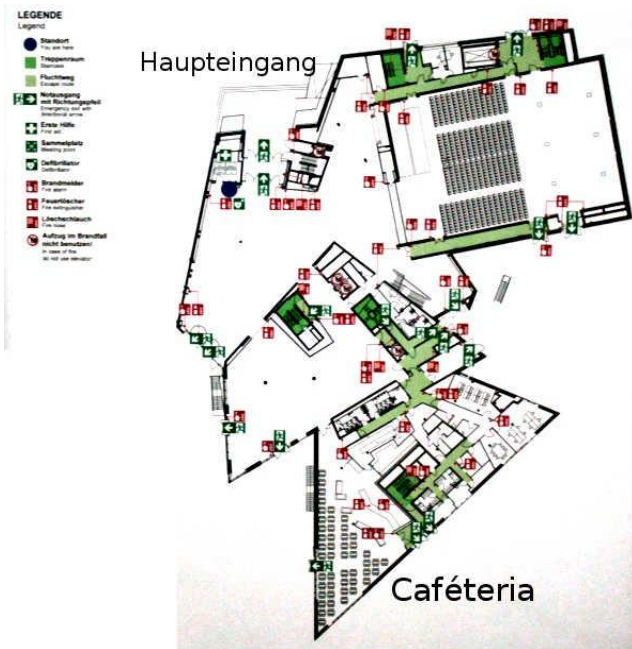 LEGENDE
Legend
Standort
You are here
Treppenraum
Staircase
Fluchtweg
Escape route
Notausgang
mit Richtungspfeil
Emergency exit with
directional arrow
Erste Hilfe
First aid
Sammelplatz
Meeting point
Defibrillator
Defibrillator
Brandmelder
Fire alarm
Feuerlöscher
Fire extinguisher
Löschschlauch
Fire hose
Aufzug im Brandfall
nicht benutzen!
In case of fire
do not use elevator
Haupteingang
Caféteria